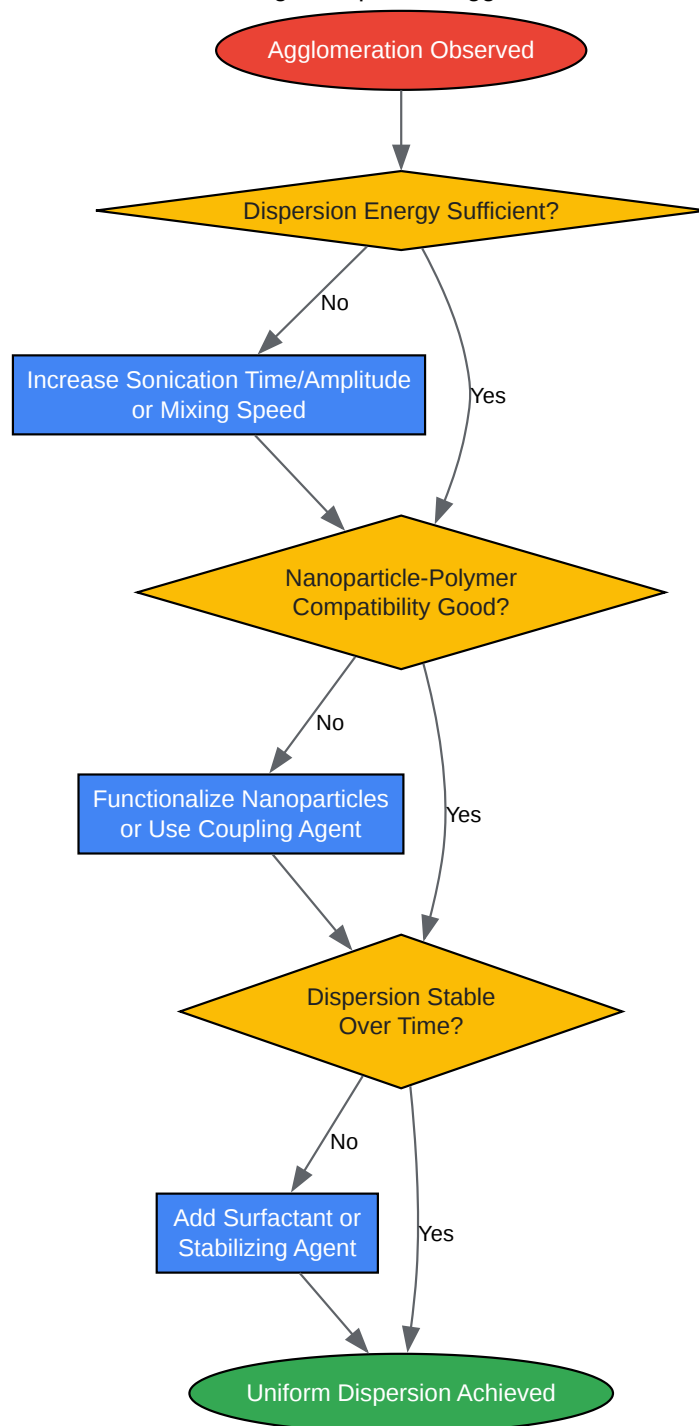 Agglomeration Observed
Dispersion Energy Sufficient?
No
Increase Sonication Time/Amplitude
or Mixing Speed
Yes
Nanoparticle-Polymer
Compatibility Good?
No
Functionalize Nanoparticles
or Use Coupling Agent
Yes
Dispersion Stable
Over Time?
No
Add Surfactant or
Stabilizing Agent
Yes
Uniform Dispersion Achieved